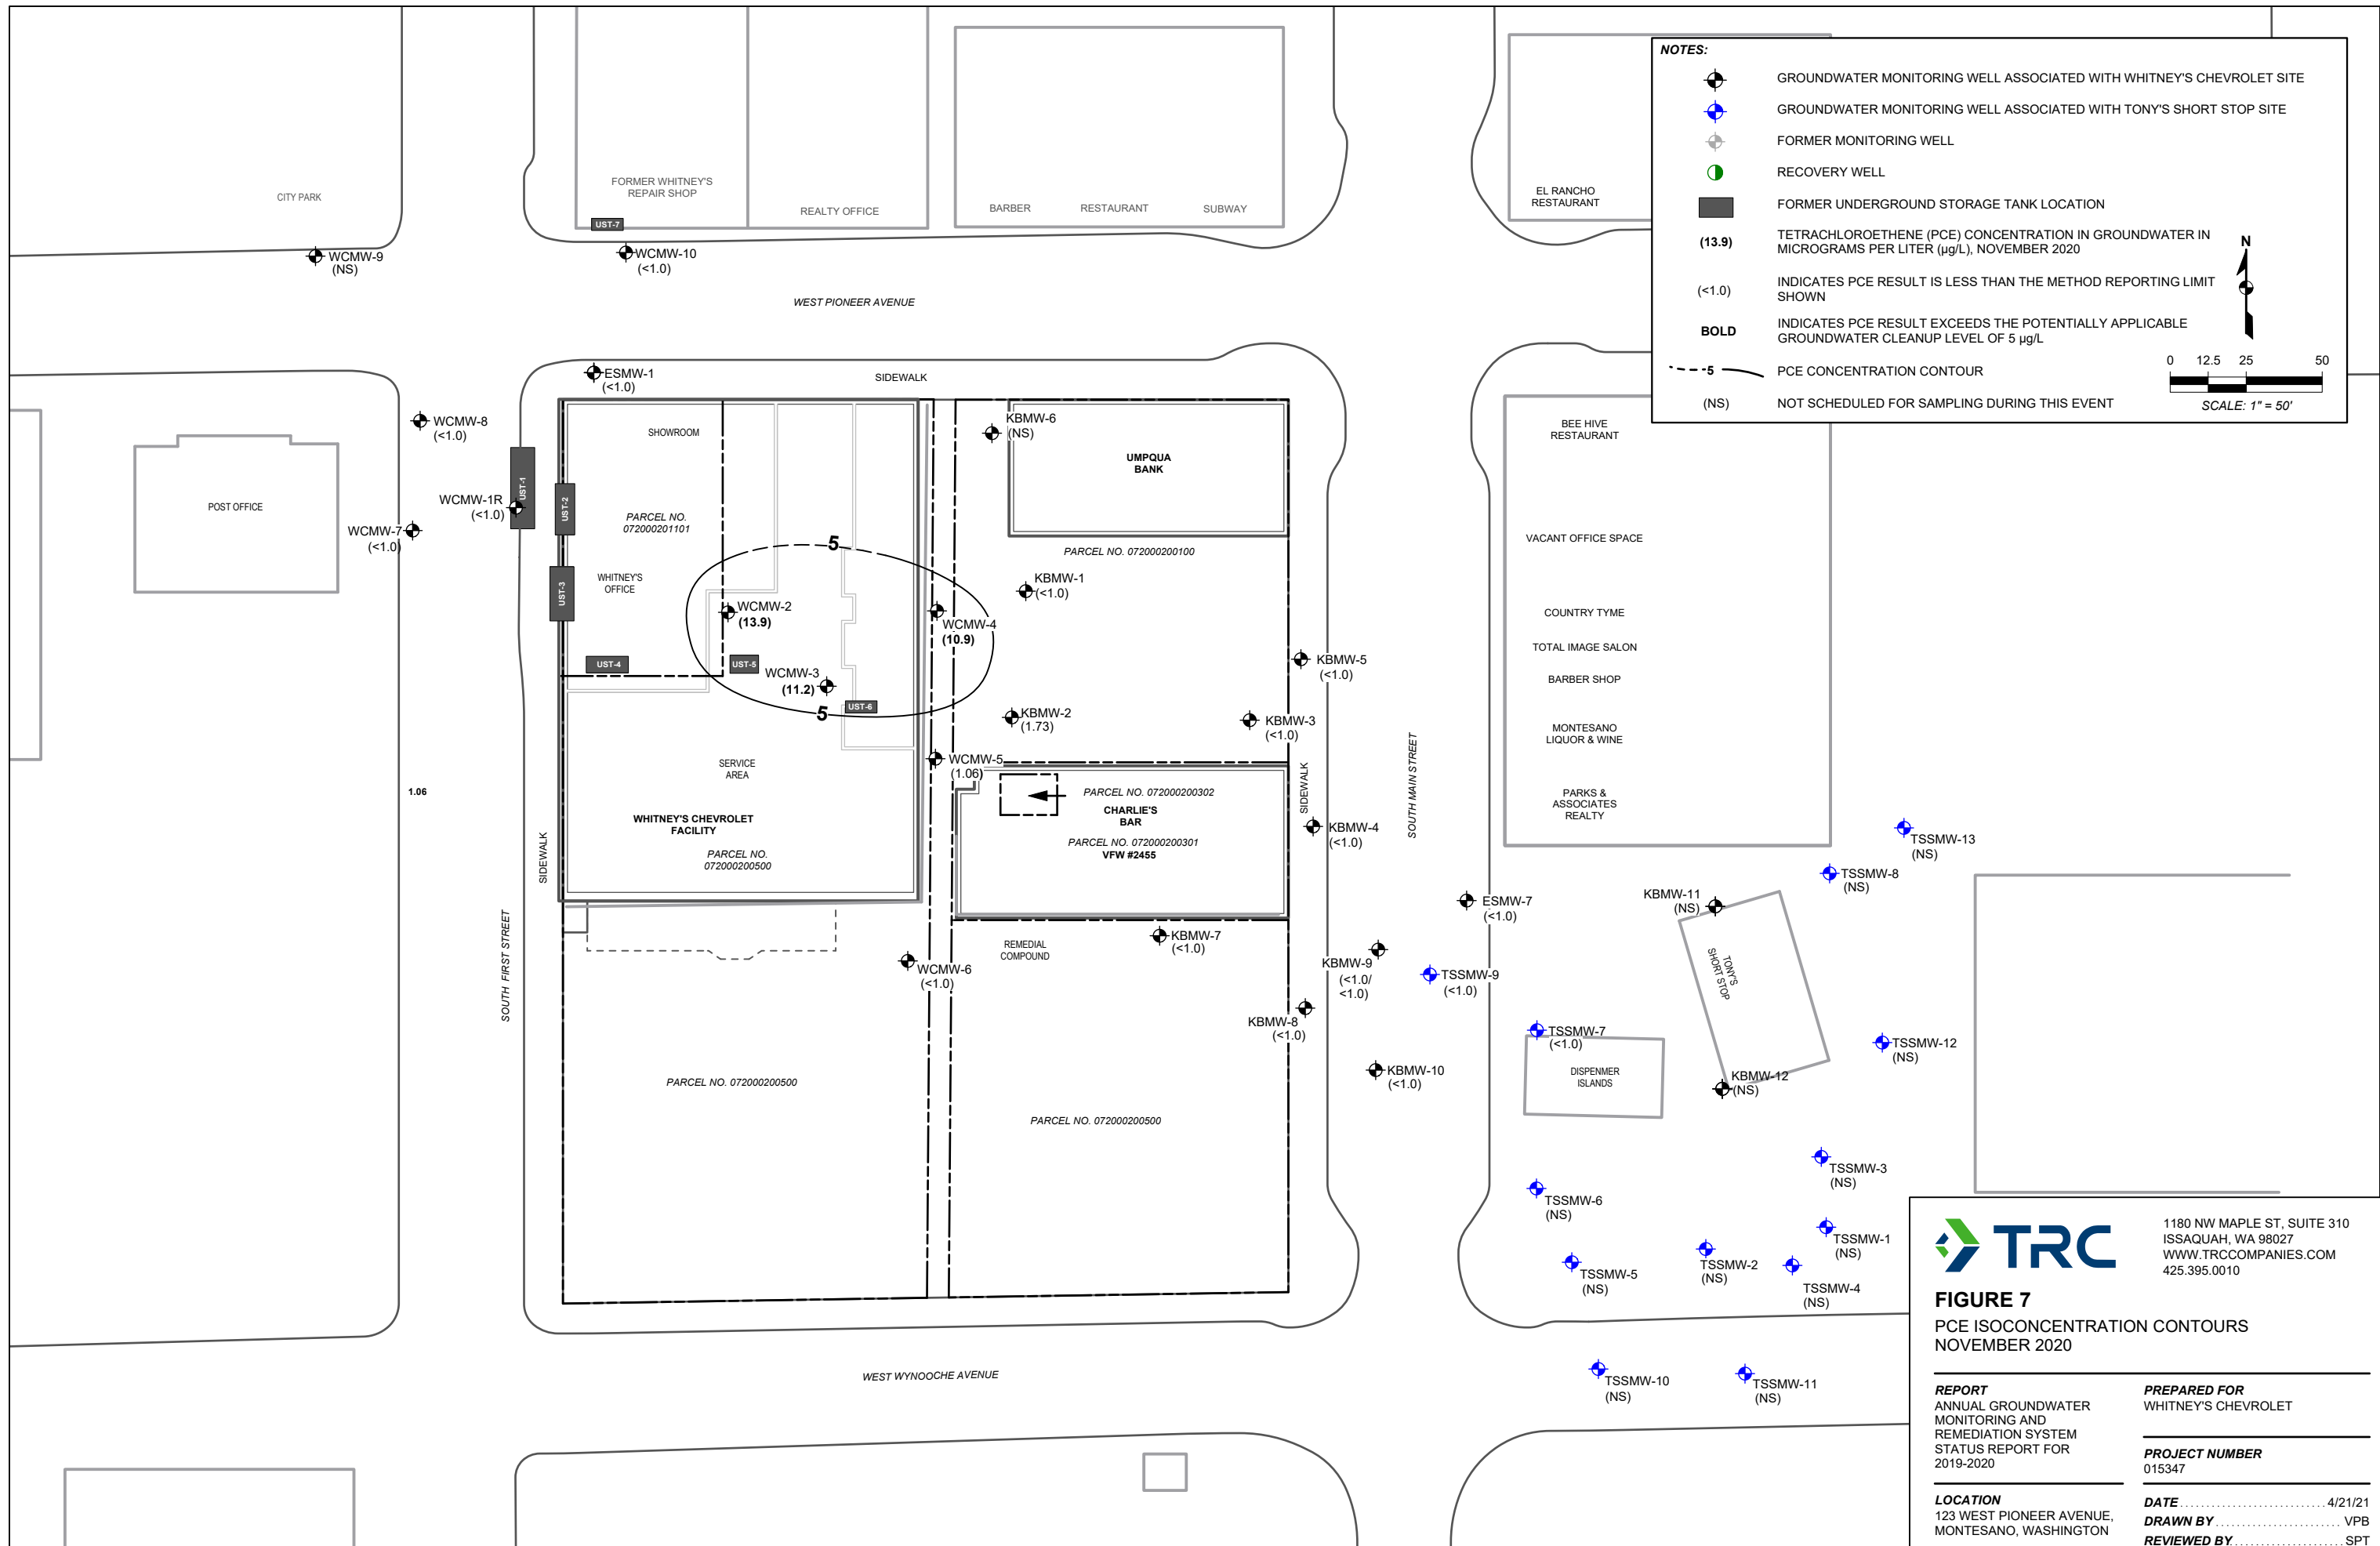 NOTES:
GROUNDWATER MONITORING WELL ASSOCIATED WITH WHITNEY'S CHEVROLET SITE
GROUNDWATER MONITORING WELL ASSOCIATED WITH TONY'S SHORT STOP SITE
FORMER MONITORING WELL
RECOVERY WELL
FORMER UNDERGROUND STORAGE TANK LOCATION
(13.9) TETRACHLOROETHENE (PCE) CONCENTRATION IN GROUNDWATER IN
MICROGRAMS PER LITER (µg/L), NOVEMBER 2020
(<1.0) INDICATES PCE RESULT IS LESS THAN THE METHOD REPORTING LIMIT
SHOWN
BOLD INDICATES PCE RESULT EXCEEDS THE POTENTIALLY APPLICABLE
GROUNDWATER CLEANUP LEVEL OF 5 µg/L
5 PCE CONCENTRATION CONTOUR
(NS) NOT SCHEDULED FOR SAMPLING DURING THIS EVENT
N
0 12.5 25 50
SCALE: 1" = 50'
CITY PARK
FORMER WHITNEY'S
REPAIR SHOP
UST-7
REALTY OFFICE
BARBER
RESTAURANT
SUBWAY
EL RANCHO
RESTAURANT
WCMW-9
(NS)
WCMW-10
(<1.0)
WEST PIONEER AVENUE
ESMW-1
(<1.0)
SIDEWALK
WCMW-8
(<1.0)
SHOWROOM
KBMW-6
(NS)
UMPQUA
BANK
BEE HIVE
RESTAURANT
POST OFFICE
WCMW-1R
(<1.0)
UST-1
UST-2
PARCEL NO.
072000201101
WCMW-7
(<1.0)
5
PARCEL NO. 072000200100
VACANT OFFICE SPACE
UST-3
WHITNEY'S
OFFICE
KBMW-1
(<1.0)
WCMW-2
(13.9)
WCMW-4
(10.9)
COUNTRY TYME
TOTAL IMAGE SALON
BARBER SHOP
UST-4
UST-5
WCMW-3
(11.2)
UST-6
5
KBMW-5
(<1.0)
KBMW-2
(1.73)
KBMW-3
(<1.0)
MONTESANO
LIQUOR & WINE
WCMW-5
(1.06)
SERVICE
AREA
SIDEWALK
SOUTH MAIN STREET
1.06
PARCEL NO. 072000200302
CHARLIE'S
BAR
PARCEL NO. 072000200301
VFW #2455
PARKS &
ASSOCIATES
REALTY
WHITNEY'S CHEVROLET
FACILITY
PARCEL NO.
072000200500
SIDEWALK
KBMW-4
(<1.0)
TSSMW-13
(NS)
TSSMW-8
(NS)
KBMW-11
(NS)
ESMW-7
(<1.0)
SOUTH FIRST STREET
REMEDIAL
COMPOUND
KBMW-7
(<1.0)
WCMW-6
(<1.0)
KBMW-9
(<1.0/
<1.0)
TSSMW-9
(<1.0)
TONY'S
SHORT STOP
KBMW-8
(<1.0)
TSSMW-7
(<1.0)
TSSMW-12
(NS)
KBMW-10
(<1.0)
DISPENMER
ISLANDS
KBMW-12
(NS)
PARCEL NO. 072000200500
PARCEL NO. 072000200500
TSSMW-3
(NS)
TSSMW-6
(NS)
TSSMW-1
(NS)
TSSMW-2
(NS)
TSSMW-5
(NS)
TSSMW-4
(NS)
WEST WYNOOCHE AVENUE
TSSMW-10
(NS)
TSSMW-11
(NS)
TRC
1180 NW MAPLE ST, SUITE 310
ISSAQUAH, WA 98027
WWW.TRCCOMPANIES.COM
425.395.0010
FIGURE 7
PCE ISOCONCENTRATION CONTOURS
NOVEMBER 2020
REPORT
ANNUAL GROUNDWATER
MONITORING AND
REMEDIATION SYSTEM
STATUS REPORT FOR
2019-2020
PREPARED FOR
WHITNEY'S CHEVROLET
PROJECT NUMBER
015347
LOCATION
123 WEST PIONEER AVENUE,
MONTESANO, WASHINGTON
DATE 4/21/21
DRAWN BY VPB
REVIEWED BY SPT